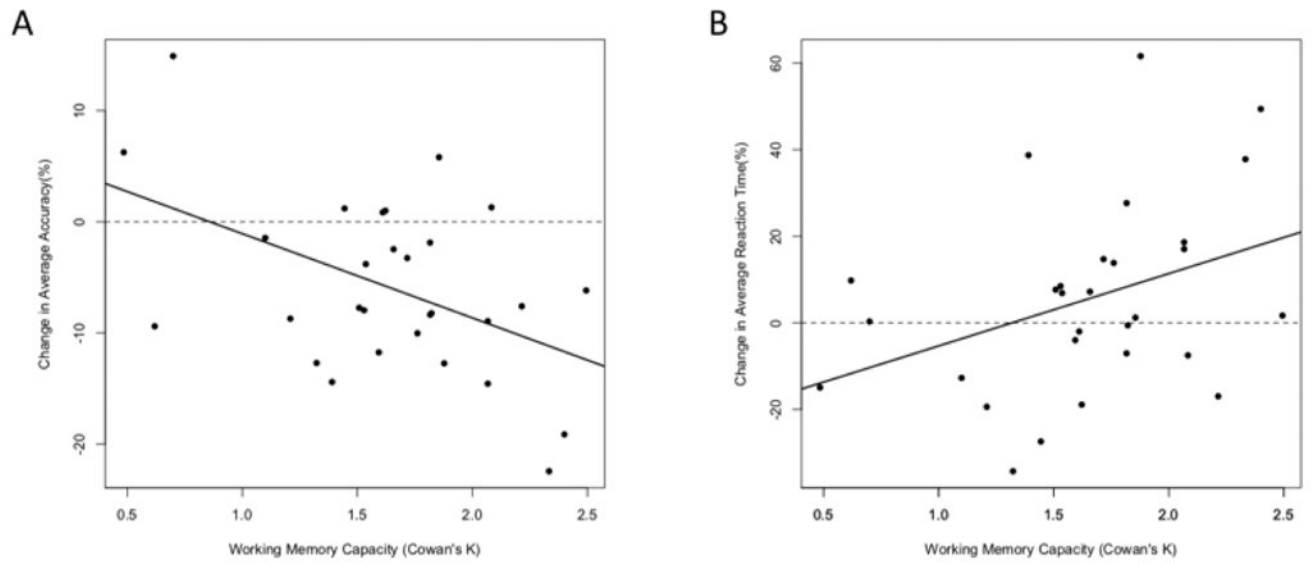 A
Change in Average Accuracy(%)
10
0
-10
-20
0.5 1.0 1.5 2.0 2.5
Working Memory Capacity (Cowan's K)
B
Change in Average Reaction Time(%)
60
40
20
0
-20
0.5 1.0 1.5 2.0 2.5
Working Memory Capacity (Cowan's K)